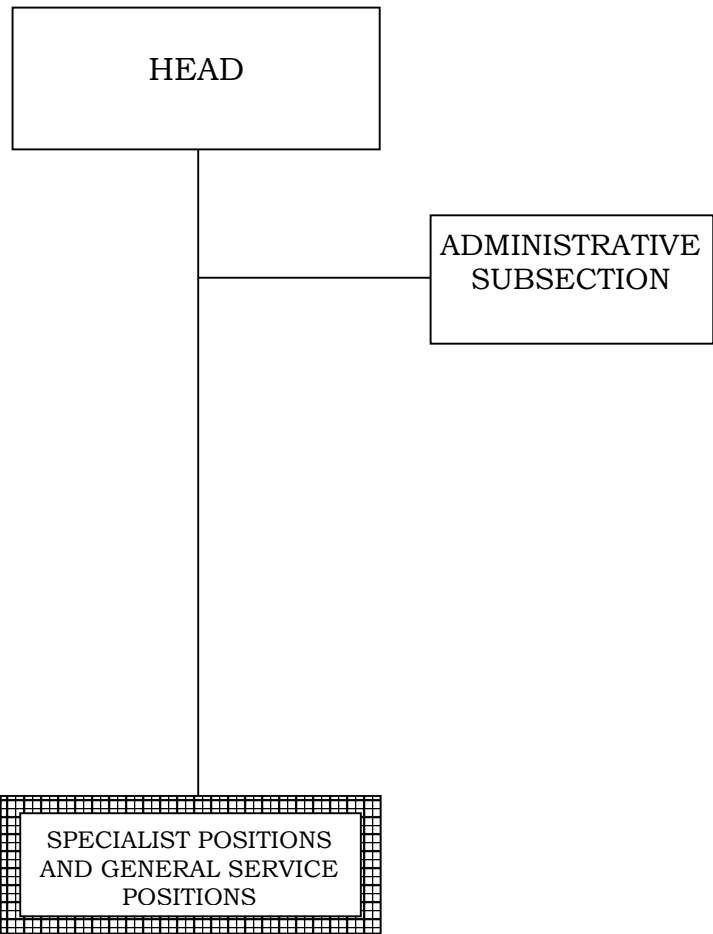 HEAD
ADMINISTRATIVE
SUBSECTION
SPECIALIST POSITIONS
AND GENERAL SERVICE
POSITIONS